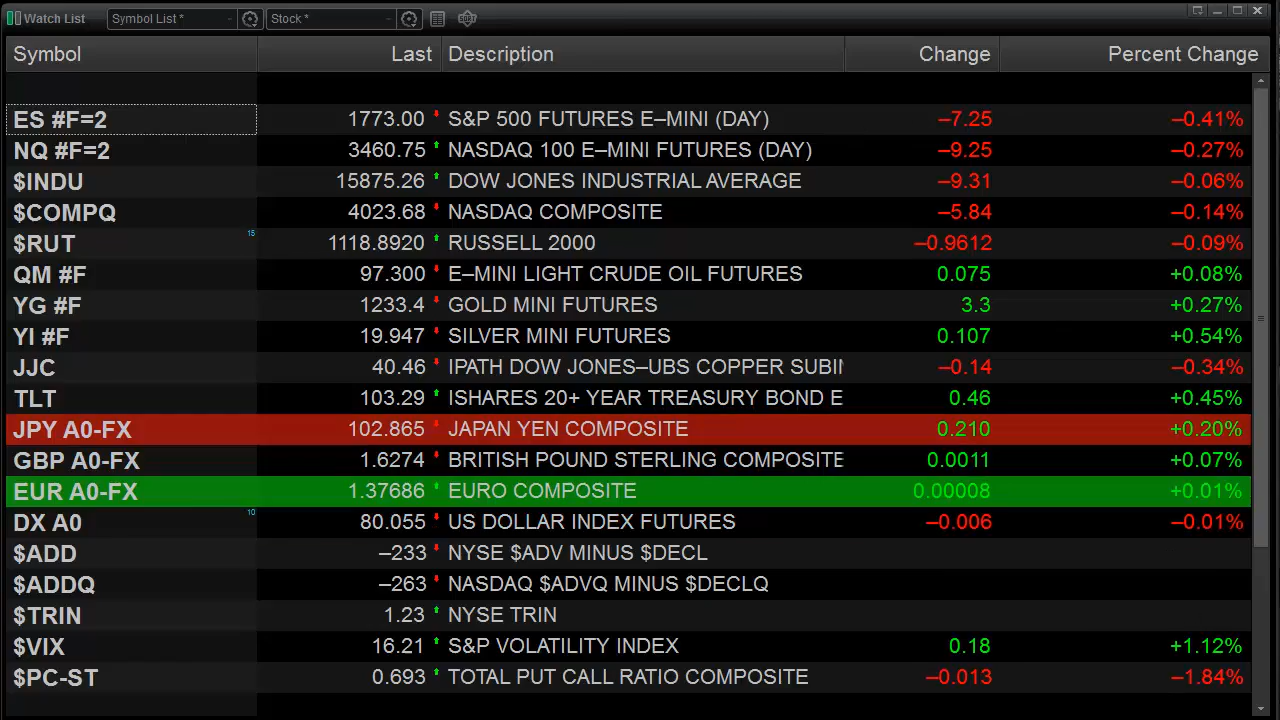 Watch List Symbol List * Stock *
Symbol Last Description Change Percent Change
ES #F=2 1773.00 S&P 500 FUTURES E–MINI (DAY) –7.25 –0.41%
NQ #F=2 3460.75 NASDAQ 100 E–MINI FUTURES (DAY) –9.25 –0.27%
$INDU 15875.26 DOW JONES INDUSTRIAL AVERAGE –9.31 –0.06%
$COMPQ 4023.68 NASDAQ COMPOSITE –5.84 –0.14%
$RUT 15 1118.8920 RUSSELL 2000 –0.9612 –0.09%
QM #F 97.300 E–MINI LIGHT CRUDE OIL FUTURES 0.075 +0.08%
YG #F 1233.4 GOLD MINI FUTURES 3.3 +0.27%
YI #F 19.947 SILVER MINI FUTURES 0.107 +0.54%
JJC 40.46 IPATH DOW JONES–UBS COPPER SUBIN –0.14 –0.34%
TLT 103.29 ISHARES 20+ YEAR TREASURY BOND E 0.46 +0.45%
JPY A0-FX 102.865 JAPAN YEN COMPOSITE 0.210 +0.20%
GBP A0-FX 1.6274 BRITISH POUND STERLING COMPOSITE 0.0011 +0.07%
EUR A0-FX 1.37686 EURO COMPOSITE 0.00008 +0.01%
DX A0 10 80.055 US DOLLAR INDEX FUTURES –0.006 –0.01%
$ADD –233 NYSE $ADV MINUS $DECL
$ADDQ –263 NASDAQ $ADVQ MINUS $DECLQ
$TRIN 1.23 NYSE TRIN
$VIX 16.21 S&P VOLATILITY INDEX 0.18 +1.12%
$PC-ST 0.693 TOTAL PUT CALL RATIO COMPOSITE –0.013 –1.84%